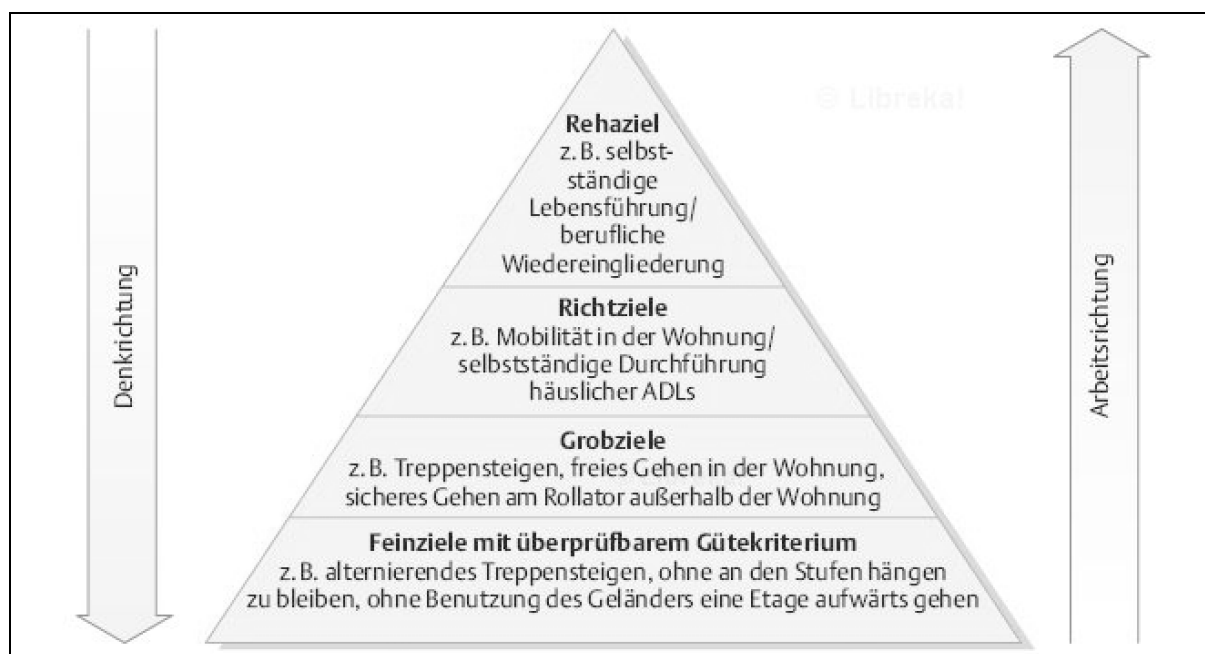 © Libreka!
Rehaziel
z. B. selbst-
ständige
Lebensführung/
berufliche
Wiedereingliederung
Richtziele
z. B. Mobilität in der Wohnung/
selbstständige Durchführung
häuslicher ADLs
Grobziele
z. B. Treppensteigen, freies Gehen in der Wohnung,
sicheres Gehen am Rollator außerhalb der Wohnung
Feinziele mit überprüfbarem Gütekriterium
z. B. alternierendes Treppensteigen, ohne an den Stufen hängen
zu bleiben, ohne Benutzung des Geländers eine Etage aufwärts gehen
Denkrichtung
Arbeitsrichtung